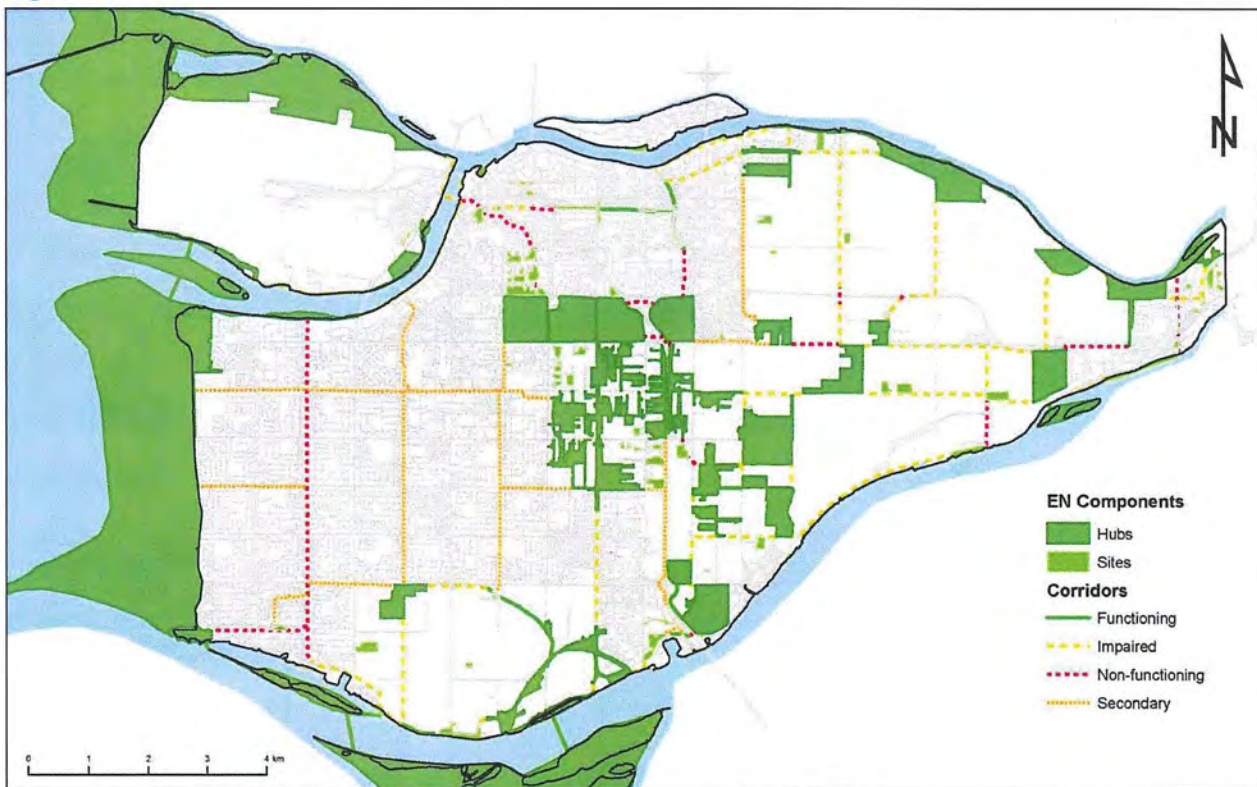 N
EN Components
Hubs
Sites
Corridors
Functioning
Impaired
Non-functioning
Secondary
0 1 2 3 4 km